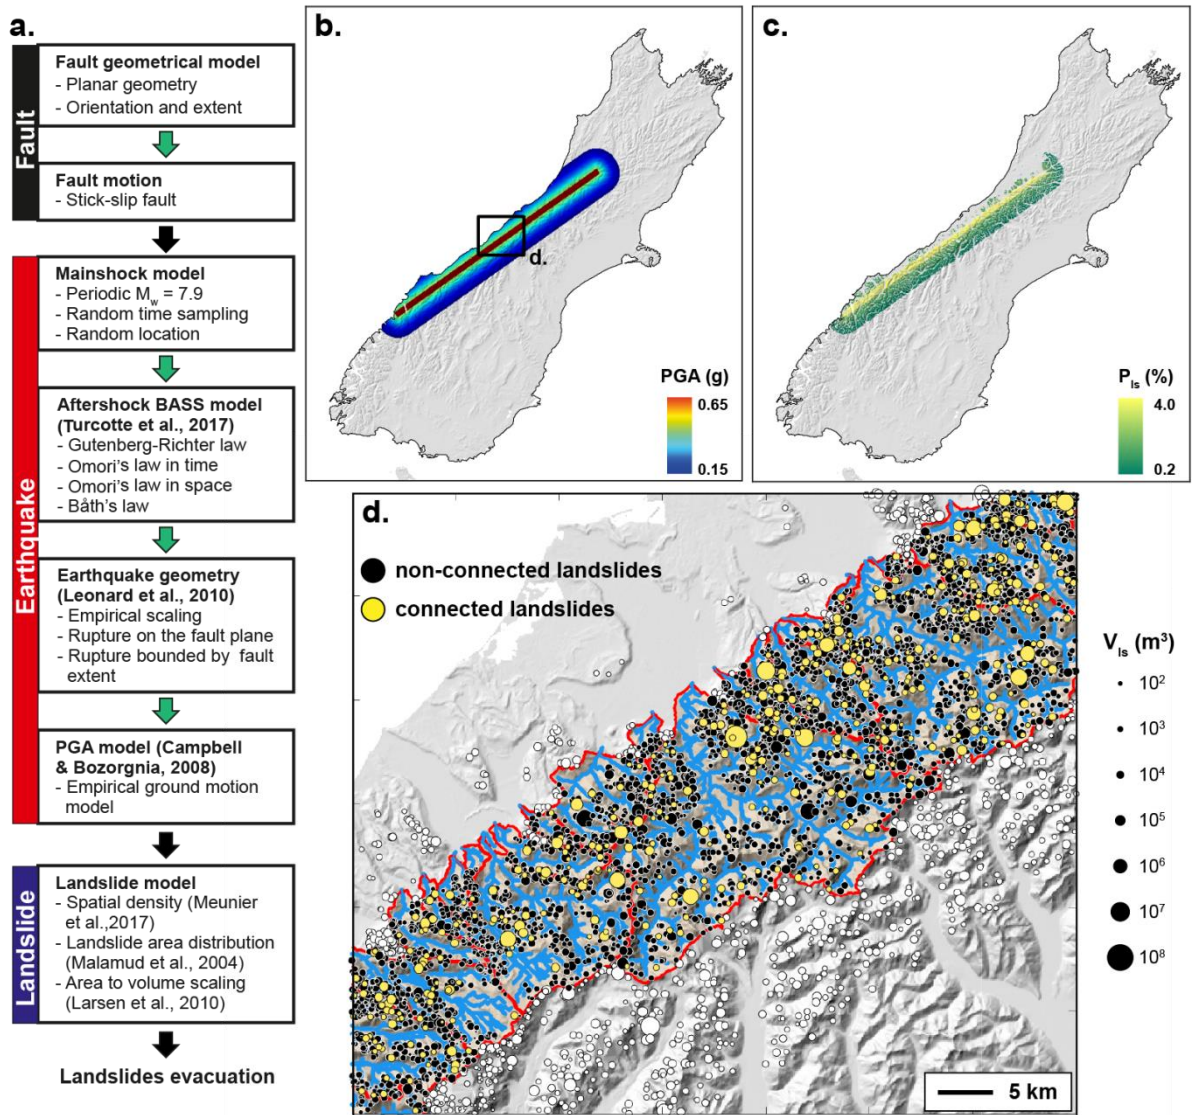 a.
Fault
Fault geometrical model
- Planar geometry
- Orientation and extent
Fault motion
- Stick-slip fault
Earthquake
Mainshock model
- Periodic Mw = 7.9
- Random time sampling
- Random location
Aftershock BASS model
(Turcotte et al., 2017)
- Gutenberg-Richter law
- Omori's law in time
- Omori's law in space
- Båth's law
Earthquake geometry
(Leonard et al., 2010)
- Empirical scaling
- Rupture on the fault plane
- Rupture bounded by fault
extent
PGA model (Campbell
& Bozorgnia, 2008)
- Empirical ground motion
model
Landslide
Landslide model
- Spatial density (Meunier
et al.,2017)
- Landslide area distribution
(Malamud et al., 2004)
- Area to volume scaling
(Larsen et al., 2010)
Landslides evacuation
b.
d.
PGA (g)
0.65
0.15
c.
Pls (%)
4.0
0.2
d.
non-connected landslides
connected landslides
5 km
Vls (m³)
10²
10³
10⁴
10⁵
10⁶
10⁷
10⁸